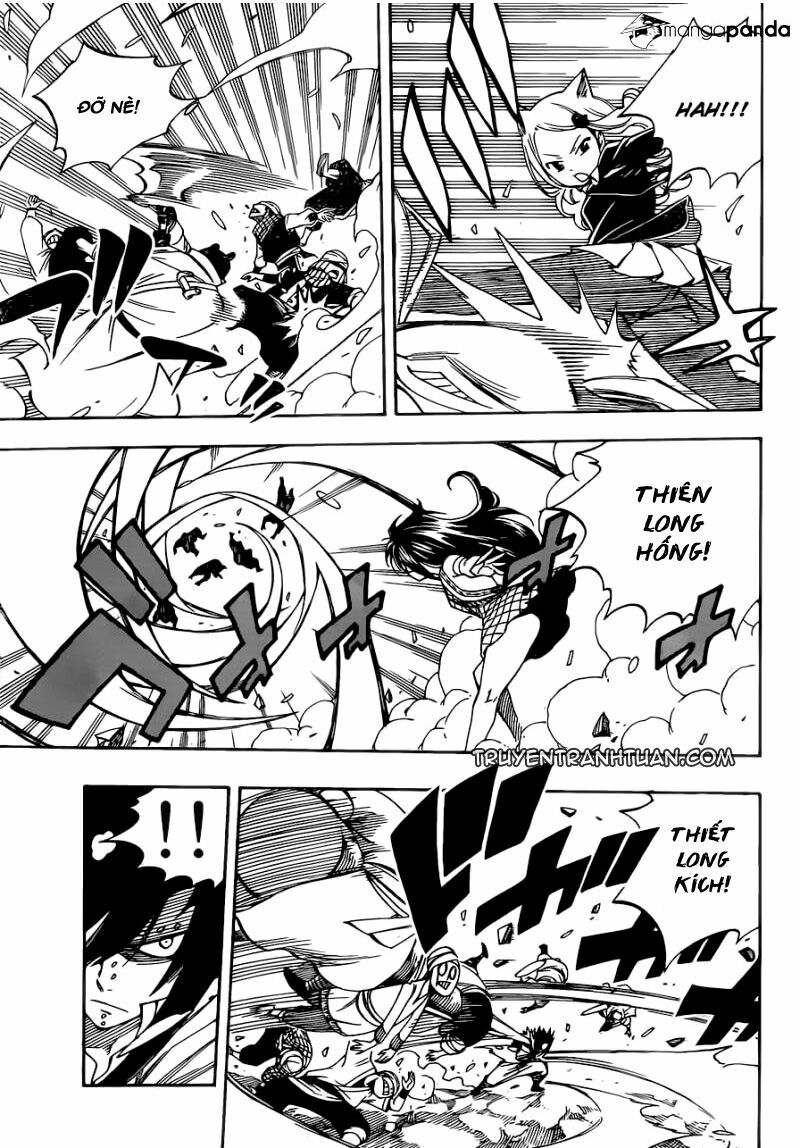 mangapanda
HAH!!!
ĐỠ NÈ!
THIÊN
LONG
HỐNG!
TRUYENTRANHTUAN.COM
THIẾT
LONG
KÍCH!
!!